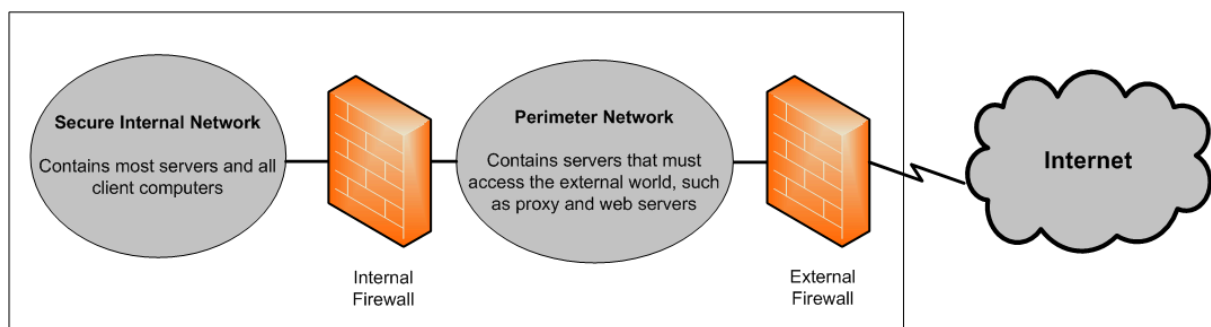 Secure Internal Network
Contains most servers and all
client computers
Internal
Firewall
Perimeter Network
Contains servers that must
access the external world, such
as proxy and web servers
External
Firewall
Internet